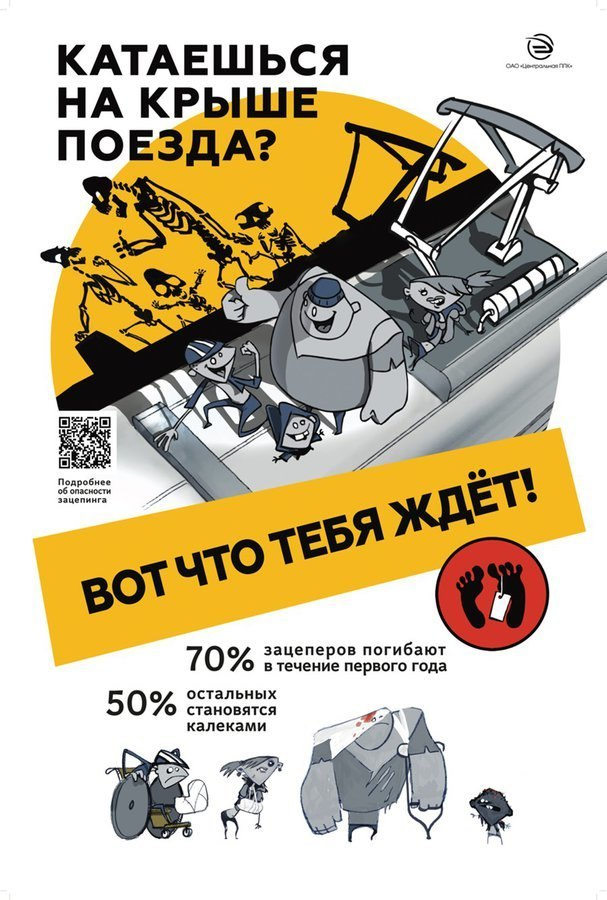 КАТАЕШЬСЯ
НА КРЫШЕ
ПОЕЗДА?
ОАО «Центральная ППК»
Подробнее
об опасности
зацепинга
ВОТ ЧТО ТЕБЯ ЖДЁТ!
70% зацеперов погибают
в течение первого года
50% остальных
становятся
калеками